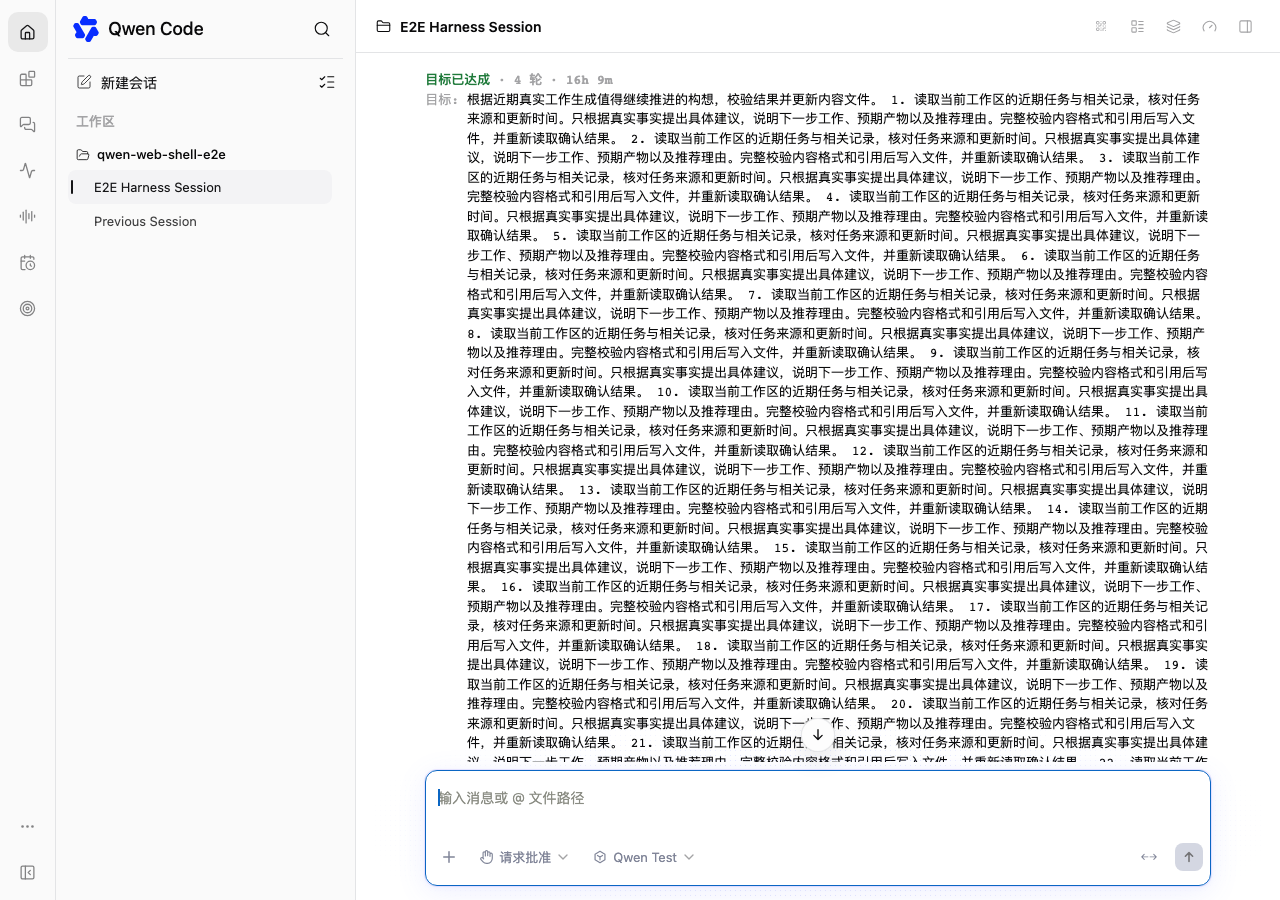 Qwen Code
新建会话
工作区
qwen-web-shell-e2e
E2E Harness Session
Previous Session
E2E Harness Session
目标已达成 · 4 轮 · 16h 9m
目标: 根据近期真实工作生成值得继续推进的构想，校验结果并更新内容文件。 1. 读取当前工作区的近期任务与相关记录，核对任务
来源和更新时间。只根据真实事实提出具体建议，说明下一步工作、预期产物以及推荐理由。完整校验内容格式和引用后写入文
件，并重新读取确认结果。 2. 读取当前工作区的近期任务与相关记录，核对任务来源和更新时间。只根据真实事实提出具体建
议，说明下一步工作、预期产物以及推荐理由。完整校验内容格式和引用后写入文件，并重新读取确认结果。 3. 读取当前工作
区的近期任务与相关记录，核对任务来源和更新时间。只根据真实事实提出具体建议，说明下一步工作、预期产物以及推荐理由。
完整校验内容格式和引用后写入文件，并重新读取确认结果。 4. 读取当前工作区的近期任务与相关记录，核对任务来源和更新
时间。只根据真实事实提出具体建议，说明下一步工作、预期产物以及推荐理由。完整校验内容格式和引用后写入文件，并重新读
取确认结果。 5. 读取当前工作区的近期任务与相关记录，核对任务来源和更新时间。只根据真实事实提出具体建议，说明下一
步工作、预期产物以及推荐理由。完整校验内容格式和引用后写入文件，并重新读取确认结果。 6. 读取当前工作区的近期任务
与相关记录，核对任务来源和更新时间。只根据真实事实提出具体建议，说明下一步工作、预期产物以及推荐理由。完整校验内容
格式和引用后写入文件，并重新读取确认结果。 7. 读取当前工作区的近期任务与相关记录，核对任务来源和更新时间。只根据
真实事实提出具体建议，说明下一步工作、预期产物以及推荐理由。完整校验内容格式和引用后写入文件，并重新读取确认结果。
8. 读取当前工作区的近期任务与相关记录，核对任务来源和更新时间。只根据真实事实提出具体建议，说明下一步工作、预期产
物以及推荐理由。完整校验内容格式和引用后写入文件，并重新读取确认结果。 9. 读取当前工作区的近期任务与相关记录，核
对任务来源和更新时间。只根据真实事实提出具体建议，说明下一步工作、预期产物以及推荐理由。完整校验内容格式和引用后写
入文件，并重新读取确认结果。 10. 读取当前工作区的近期任务与相关记录，核对任务来源和更新时间。只根据真实事实提出具
体建议，说明下一步工作、预期产物以及推荐理由。完整校验内容格式和引用后写入文件，并重新读取确认结果。 11. 读取当前
工作区的近期任务与相关记录，核对任务来源和更新时间。只根据真实事实提出具体建议，说明下一步工作、预期产物以及推荐理
由。完整校验内容格式和引用后写入文件，并重新读取确认结果。 12. 读取当前工作区的近期任务与相关记录，核对任务来源和
更新时间。只根据真实事实提出具体建议，说明下一步工作、预期产物以及推荐理由。完整校验内容格式和引用后写入文件，并重
新读取确认结果。 13. 读取当前工作区的近期任务与相关记录，核对任务来源和更新时间。只根据真实事实提出具体建议，说明
下一步工作、预期产物以及推荐理由。完整校验内容格式和引用后写入文件，并重新读取确认结果。 14. 读取当前工作区的近期
任务与相关记录，核对任务来源和更新时间。只根据真实事实提出具体建议，说明下一步工作、预期产物以及推荐理由。完整校验
内容格式和引用后写入文件，并重新读取确认结果。 15. 读取当前工作区的近期任务与相关记录，核对任务来源和更新时间。只
根据真实事实提出具体建议，说明下一步工作、预期产物以及推荐理由。完整校验内容格式和引用后写入文件，并重新读取确认结
果。 16. 读取当前工作区的近期任务与相关记录，核对任务来源和更新时间。只根据真实事实提出具体建议，说明下一步工作、
预期产物以及推荐理由。完整校验内容格式和引用后写入文件，并重新读取确认结果。 17. 读取当前工作区的近期任务与相关记
录，核对任务来源和更新时间。只根据真实事实提出具体建议，说明下一步工作、预期产物以及推荐理由。完整校验内容格式和引
用后写入文件，并重新读取确认结果。 18. 读取当前工作区的近期任务与相关记录，核对任务来源和更新时间。只根据真实事实
提出具体建议，说明下一步工作、预期产物以及推荐理由。完整校验内容格式和引用后写入文件，并重新读取确认结果。 19. 读
取当前工作区的近期任务与相关记录，核对任务来源和更新时间。只根据真实事实提出具体建议，说明下一步工作、预期产物以及
推荐理由。完整校验内容格式和引用后写入文件，并重新读取确认结果。 20. 读取当前工作区的近期任务与相关记录，核对任务
来源和更新时间。只根据真实事实提出具体建议，说明下一步工作、预期产物以及推荐理由。完整校验内容格式和引用后写入文
件，并重新读取确认结果。 21. 读取当前工作区的近期任务与相关记录，核对任务来源和更新时间。只根据真实事实提出具体建
议，说明下一步工作、预期产物以及推荐理由。完整校验内容格式和引用后写入文件，并重新读取确认结果。 22. 读取当前工作
输入消息或 @ 文件路径
请求批准
Qwen Test